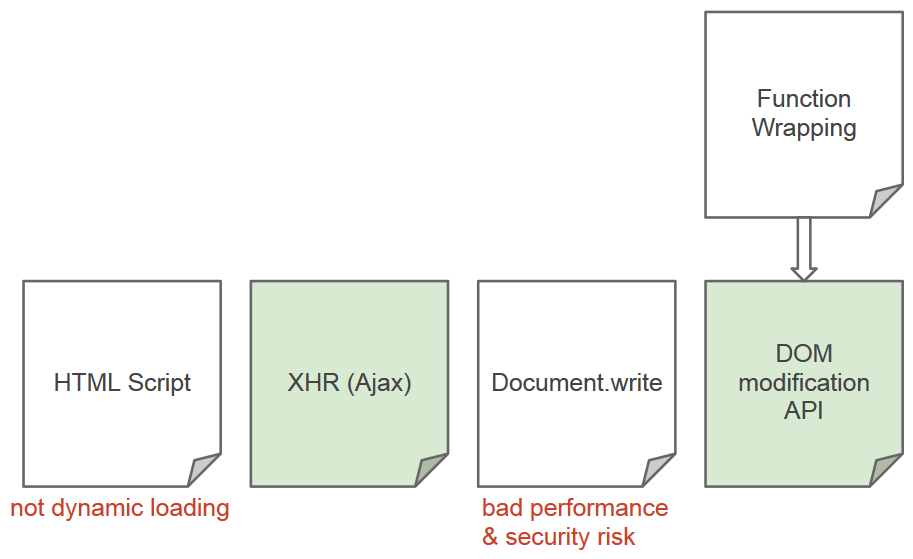 Function
Wrapping
HTML Script
XHR (Ajax)
Document.write
DOM
modification
API
not dynamic loading
bad performance
& security risk